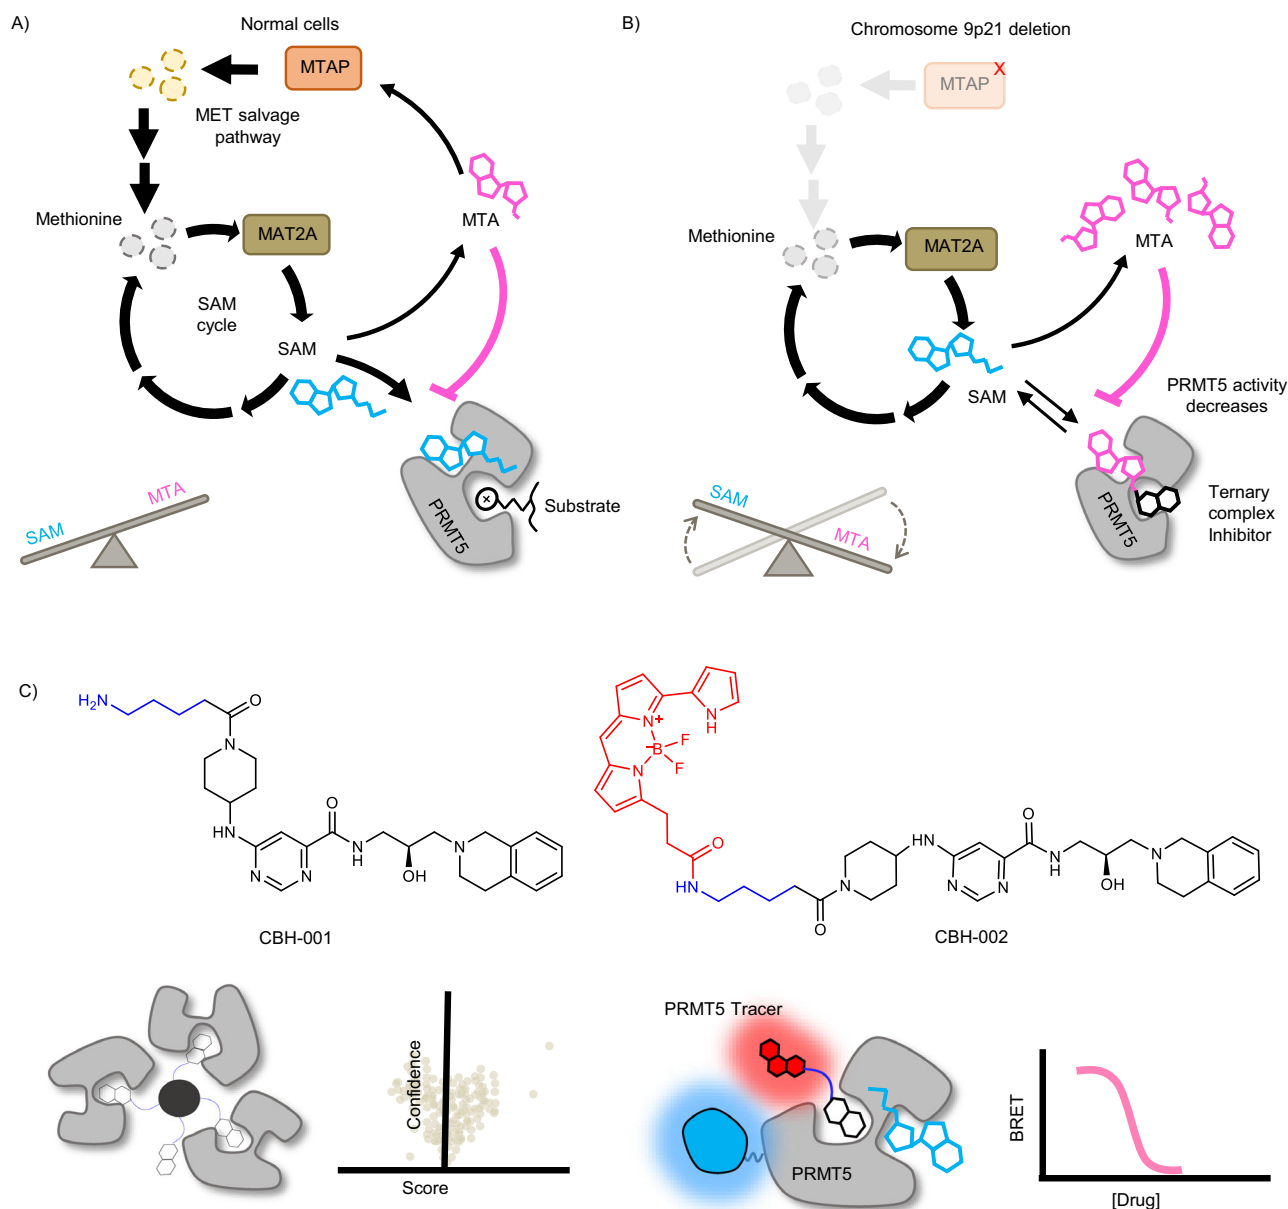 A)
Normal cells
MTAP
MET salvage
pathway
Methionine
MAT2A
MTA
SAM
cycle
SAM
SAM
MTA
PRMT5
Substrate
B)
Chromosome 9p21 deletion
MTAP
X
Methionine
MAT2A
MTA
SAM
PRMT5 activity
decreases
SAM
MTA
PRMT5
Ternary
complex
Inhibitor
C)
H2N
O
N
HN
O
N
H
N
OH
N
N
CBH-001
N+
N
H
B
F
F
N
O
HN
O
N
HN
N
N
O
N
H
OH
N
CBH-002
Confidence
Score
PRMT5 Tracer
PRMT5
BRET
[Drug]